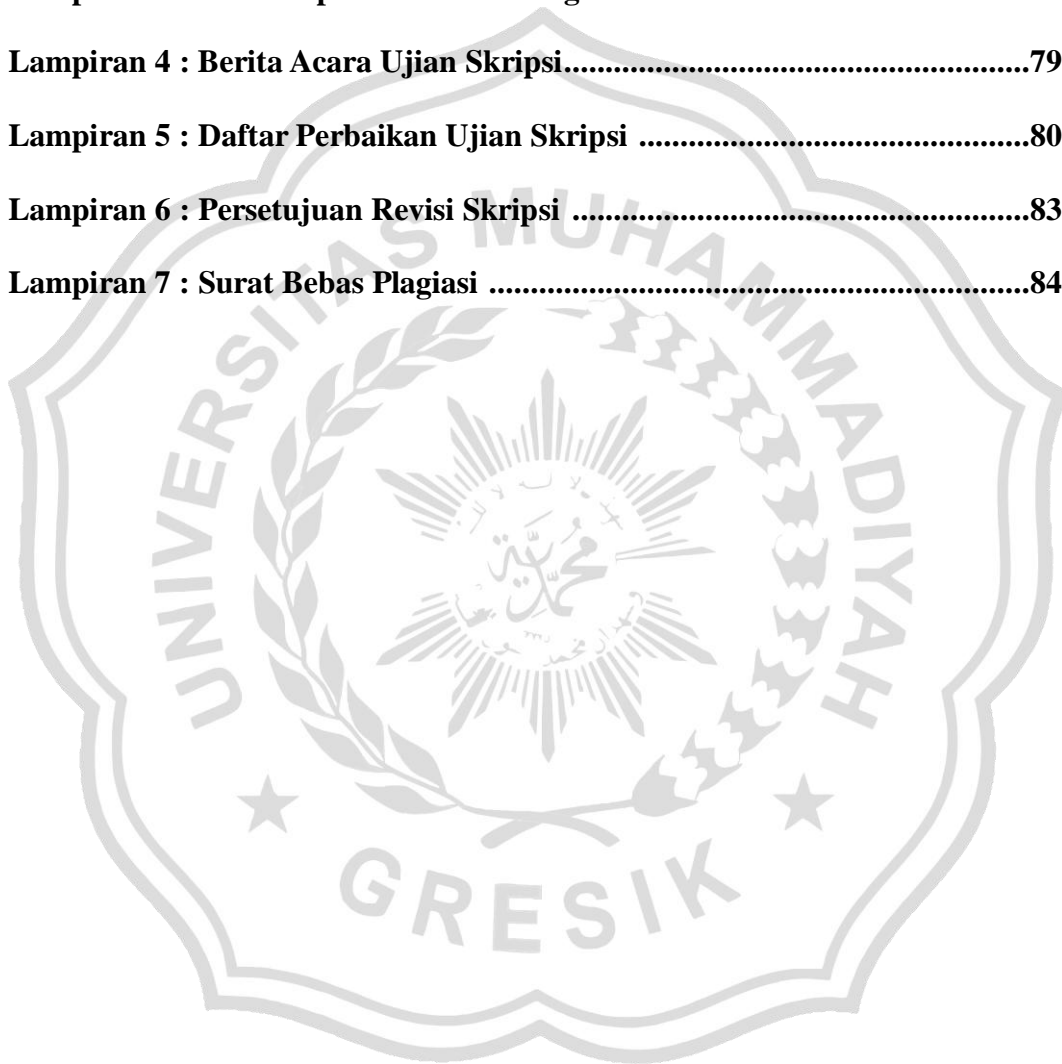 Lampiran 4 : Berita Acara Ujian Skripsi.........................................................79
Lampiran 5 : Daftar Perbaikan Ujian Skripsi ................................................80
Lampiran 6 : Persetujuan Revisi Skripsi ........................................................83
Lampiran 7 : Surat Bebas Plagiasi ..................................................................84
UNIVERSITAS MUHAMMADIYAH
محمدية
GRESIK